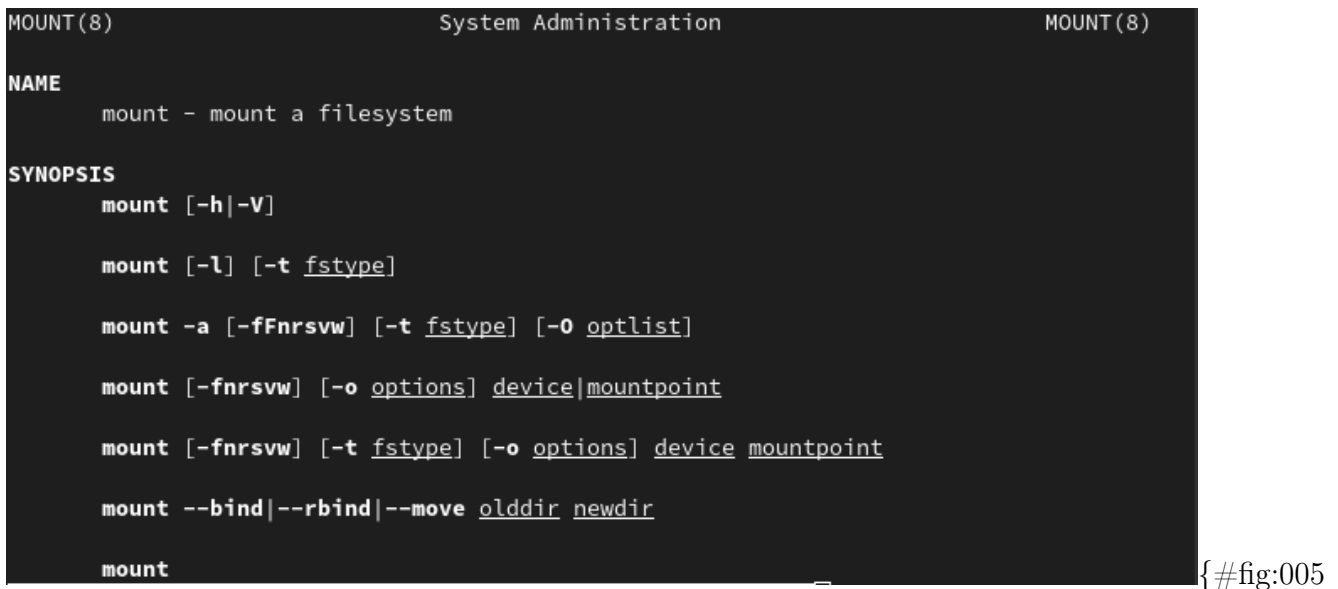 MOUNT(8) System Administration MOUNT(8)
NAME
mount - mount a filesystem
SYNOPSIS
mount [-h|-V]
mount [-l] [-t fstype]
mount -a [-fFnrsvw] [-t fstype] [-O optlist]
mount [-fnrsvw] [-o options] device|mountpoint
mount [-fnrsvw] [-t fstype] [-o options] device mountpoint
mount --bind|--rbind|--move olddir newdir
mount
{#fig:005